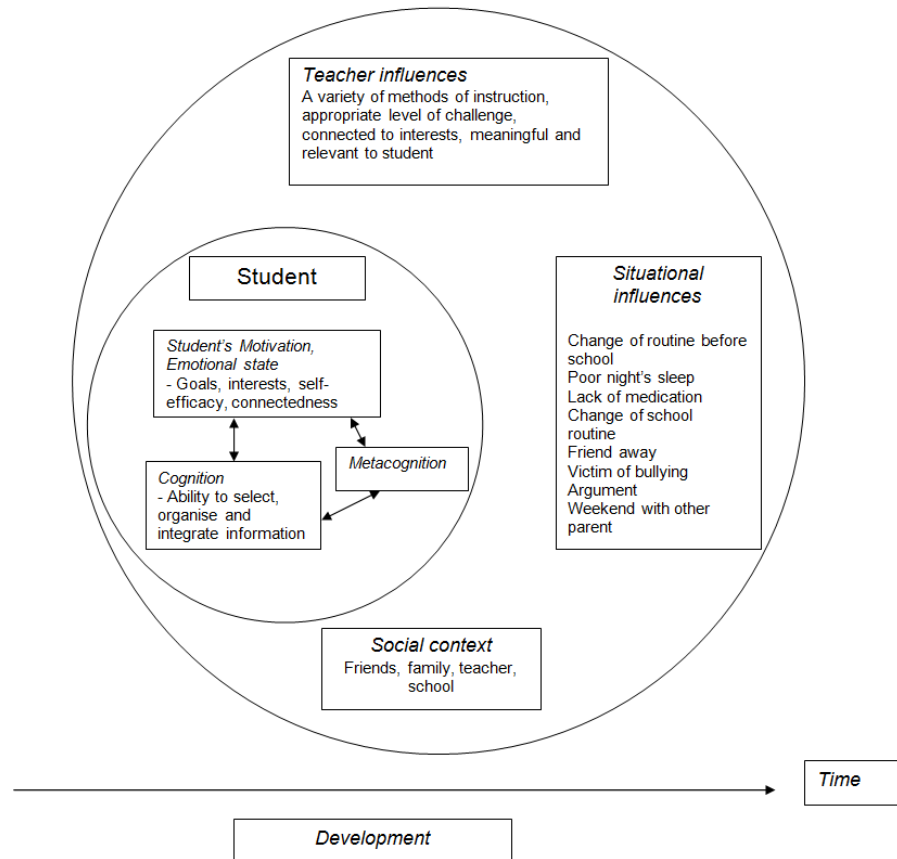 Teacher influences
A variety of methods of instruction,
appropriate level of challenge,
connected to interests, meaningful and
relevant to student
Student
Student's Motivation,
Emotional state
- Goals, interests, self-
efficacy, connectedness
Metacognition
Cognition
- Ability to select,
organise and
integrate information
Situational
influences
Change of routine before
school
Poor night's sleep
Lack of medication
Change of school
routine
Friend away
Victim of bullying
Argument
Weekend with other
parent
Social context
Friends, family, teacher,
school
Time
Development